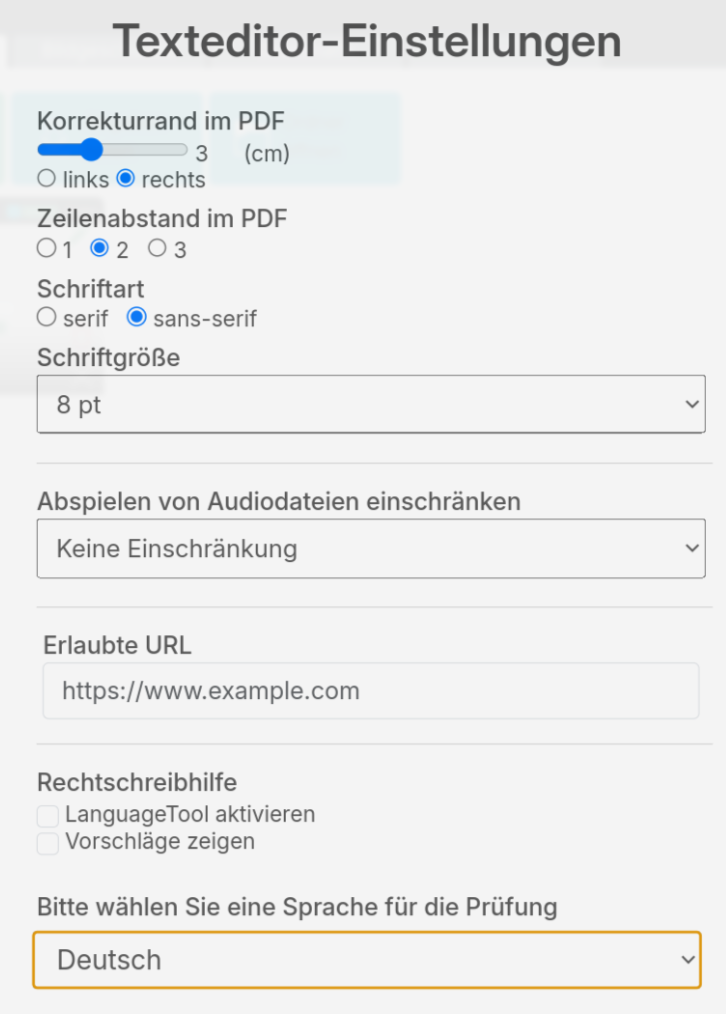 Texteditor-Einstellungen
Korrekturrand im PDF
3 (cm)
links rechts
Zeilenabstand im PDF
1 2 3
Schriftart
serif sans-serif
Schriftgröße
8 pt
Abspielen von Audiodateien einschränken
Keine Einschränkung
Erlaubte URL
https://www.example.com
Rechtschreibhilfe
LanguageTool aktivieren
Vorschläge zeigen
Bitte wählen Sie eine Sprache für die Prüfung
Deutsch